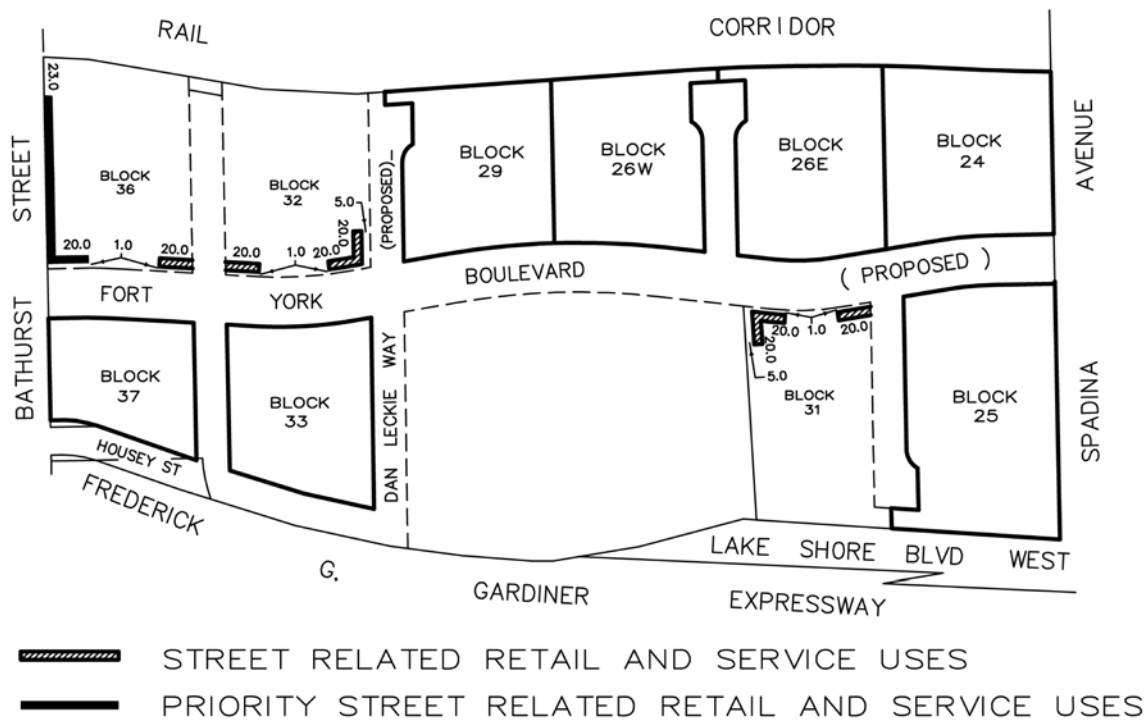 RAIL
CORRIDOR
23.0
STREET
BLOCK
36
BLOCK
32
5.0
20.0
(PROPOSED)
BLOCK
29
BLOCK
26W
BLOCK
26E
BLOCK
24
AVENUE
20.0
1.0
20.0
20.0
1.0
20.0
BOULEVARD
( PROPOSED )
FORT
YORK
BATHURST
BLOCK
37
BLOCK
33
DAN LECKIE WAY
20.0
1.0
20.0
20.0
5.0
BLOCK
31
BLOCK
25
SPADINA
HOUSEY ST
FREDERICK
G.
GARDINER
EXPRESSWAY
LAKE SHORE BLVD WEST
STREET RELATED RETAIL AND SERVICE USES
PRIORITY STREET RELATED RETAIL AND SERVICE USES